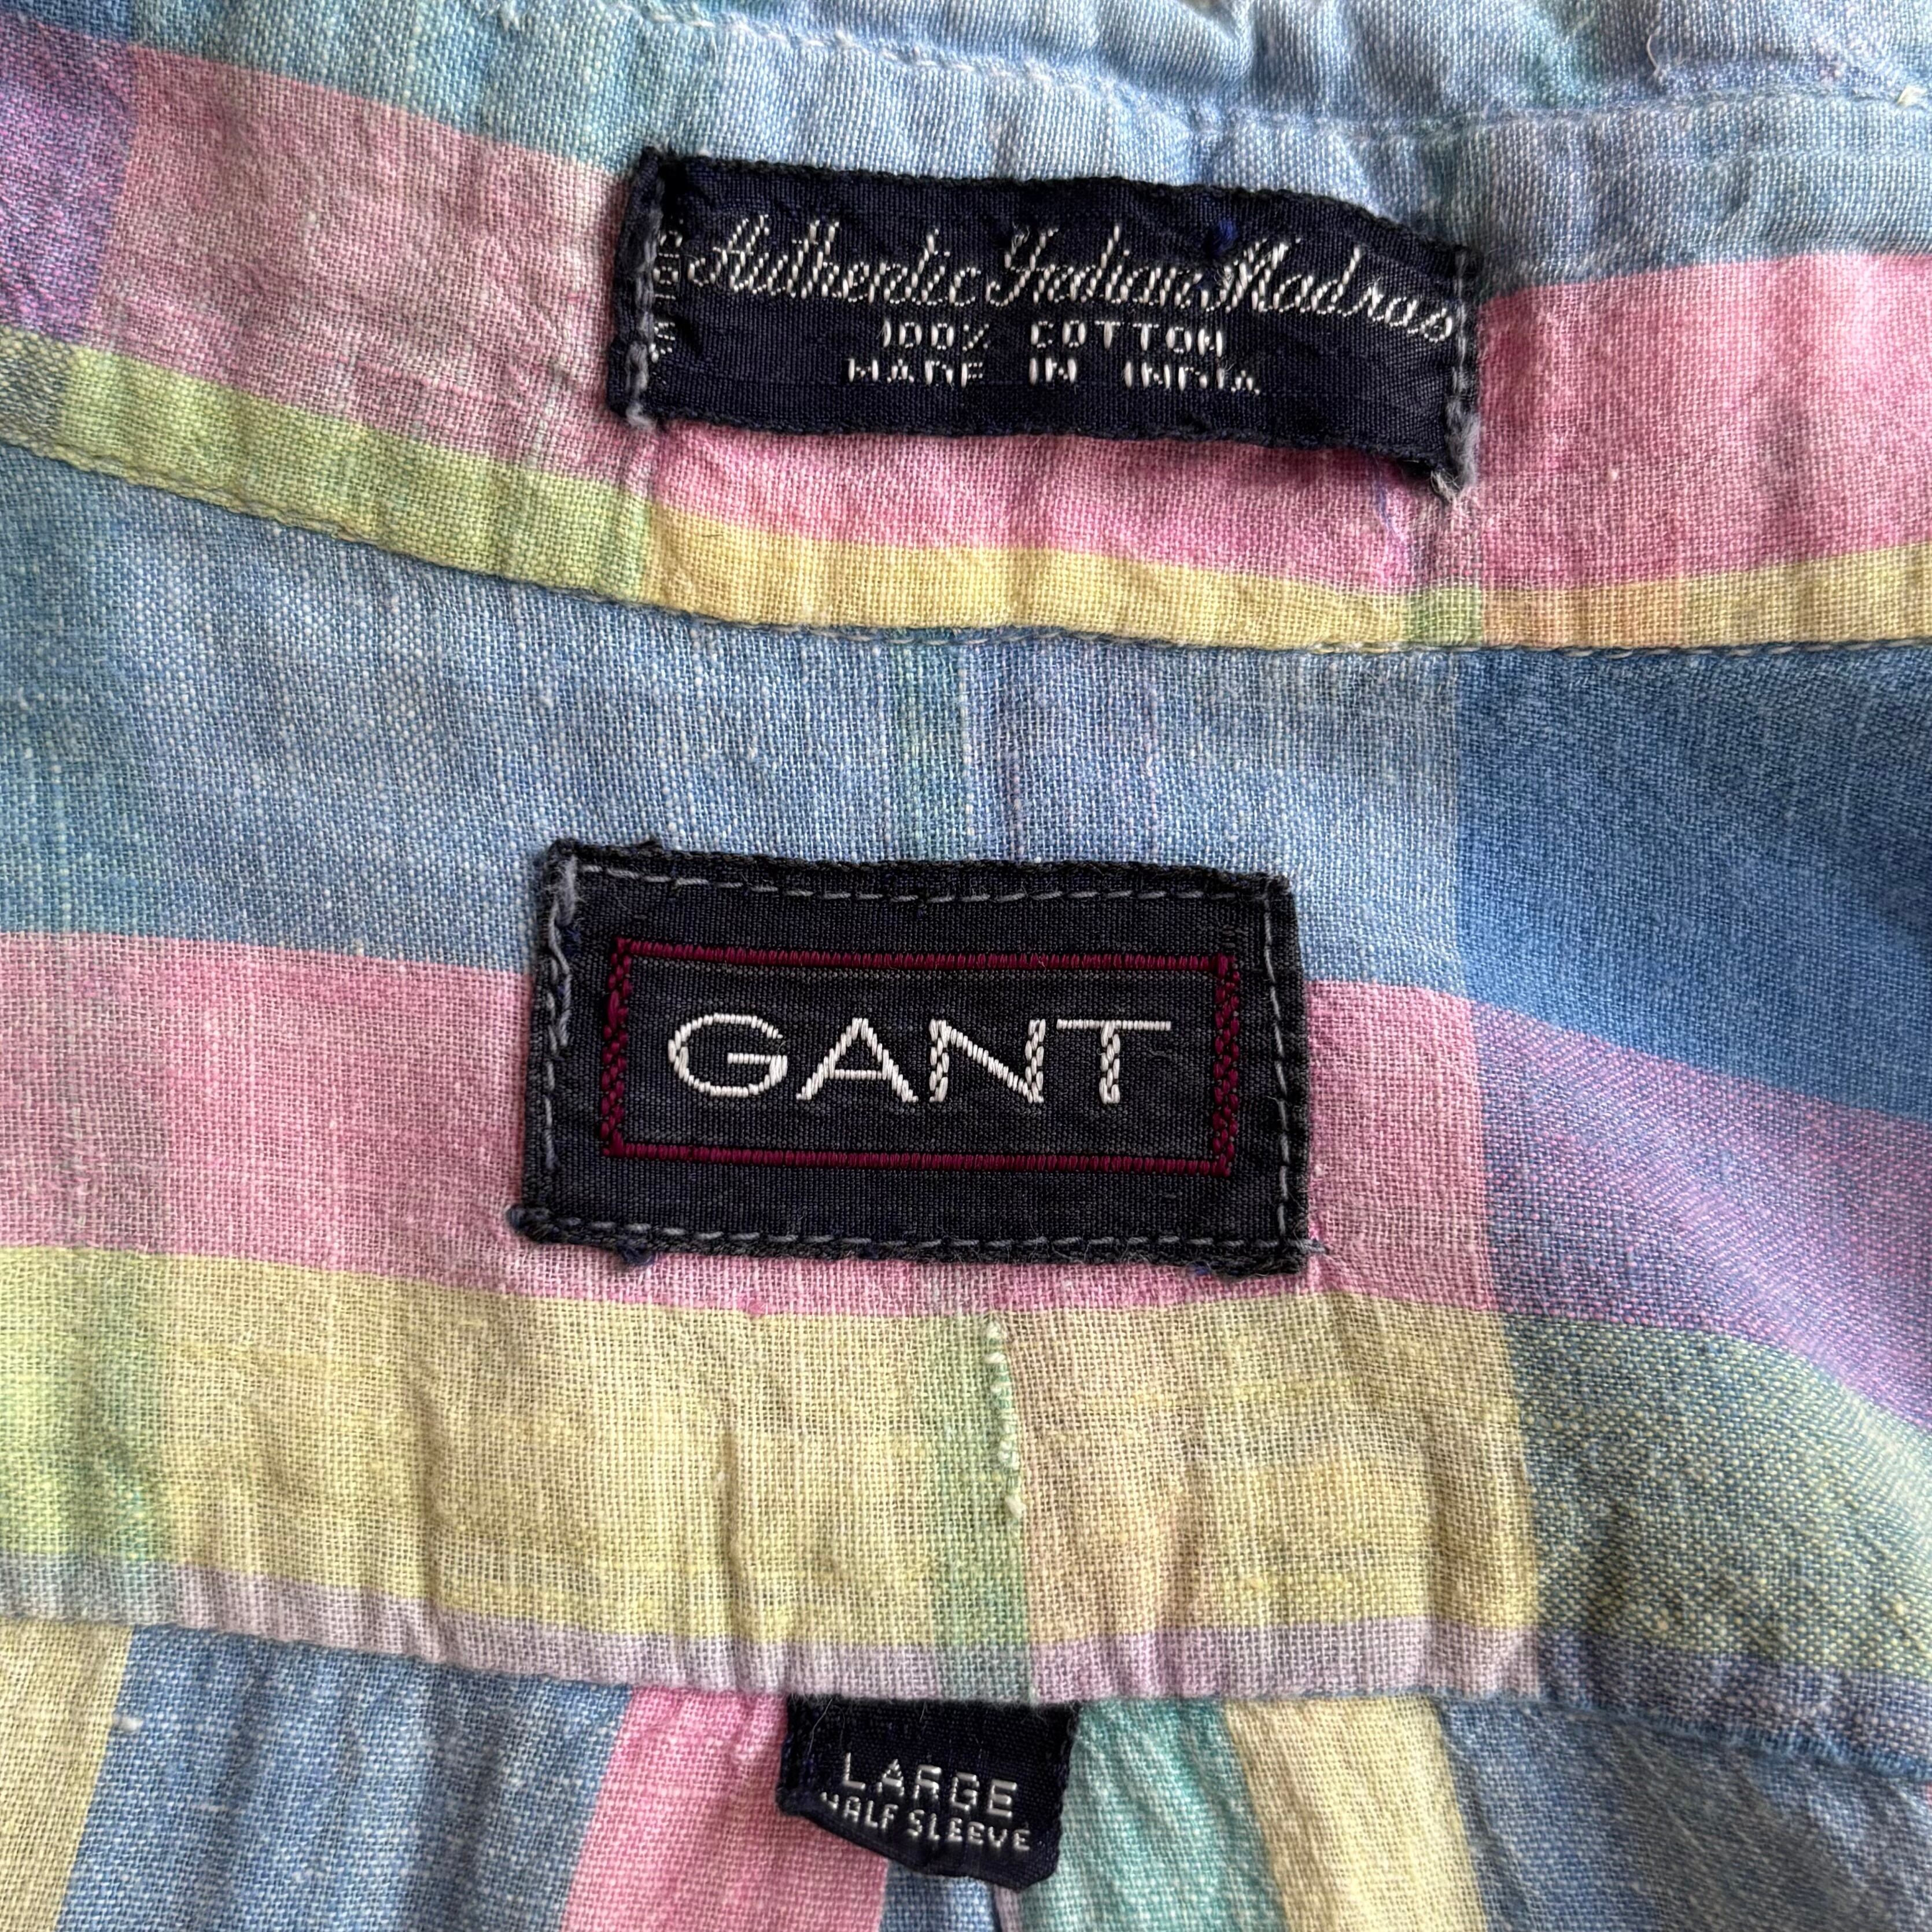 Authentic Indian Madras
100% COTTON
MADE IN INDIA
GANT
LARGE
HALF SLEEVE